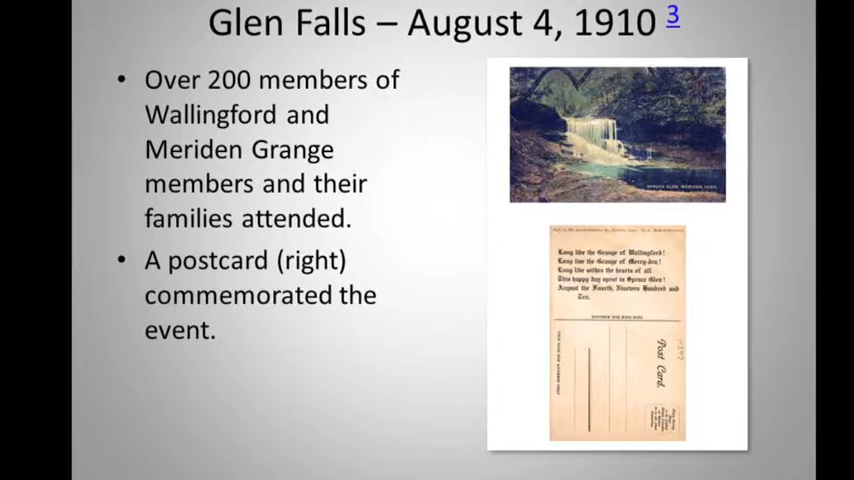 Glen Falls – August 4, 1910 3
• Over 200 members of
Wallingford and
Meriden Grange
members and their
families attended.
• A postcard (right)
commemorated the
event.
SPRUCE GLEN, MERIDEN, CONN.
Long live the Grange of Wallingford!
Long live the Grange of Merry-den!
Long live within the hearts of all
This happy day spent in Spruce Glen!
August the Fourth, Nineteen Hundred and
Ten.
Post Card.